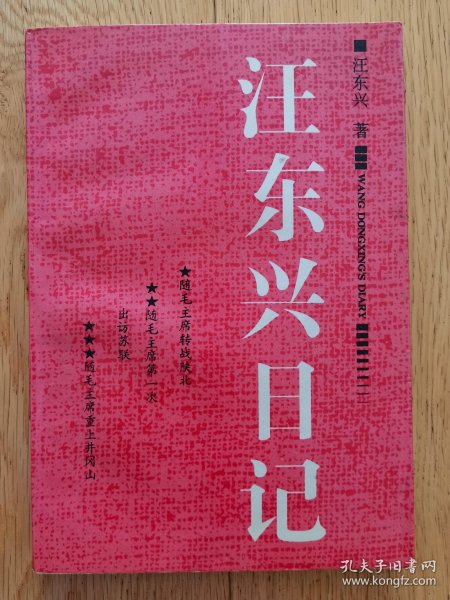 汪东兴日记
汪东兴 著
WANG DONGXING'S DIARY
★随毛主席转战陕北
★★随毛主席第一次
出访苏联
★★★随毛主席重上井冈山
孔夫子旧书网
www.kongfz.com